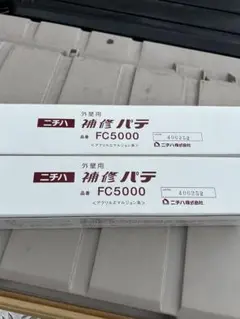 ニチハ
外壁用
補修パテ
品番 FC5000
<アクリルエマルション系>
ニチハ株式会社
ニチハ
外壁用
補修パテ
品番 FC5000
<アクリルエマルション系>
ニチハ株式会社